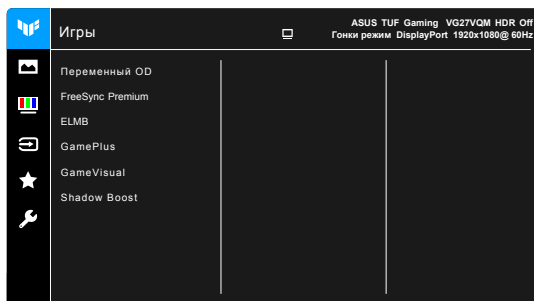 Игры
ASUS TUF Gaming VG27VQM HDR Off
Гонки режим DisplayPort 1920x1080@ 60Hz
Переменный OD
FreeSync Premium
ELMB
GamePlus
GameVisual
Shadow Boost